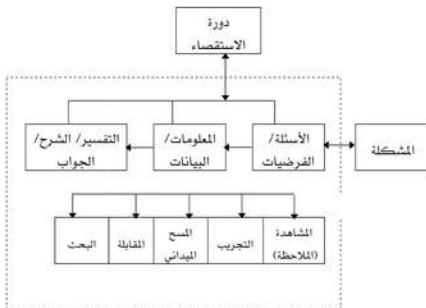 دورة
الاستقصاء
الأسئلة/
الفرضيات
المعلومات/
البيانات
التفسير/ الشرح/
الجواب
المشكلة
المشاهدة
(الملاحظة)
التجريب
المسح
الميداني
المقابلة
البحث